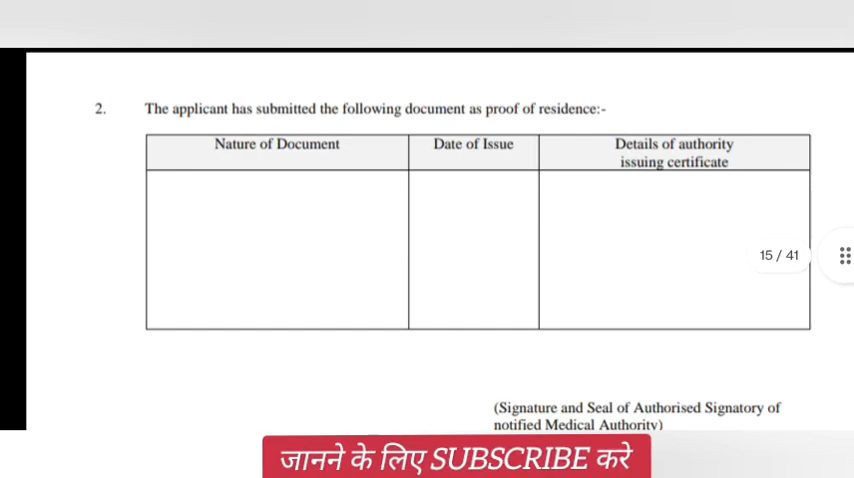 2. The applicant has submitted the following document as proof of residence:-
Nature of Document Date of Issue Details of authority
issuing certificate
15 / 41
(Signature and Seal of Authorised Signatory of
notified Medical Authority)
जानने के लिए SUBSCRIBE करे